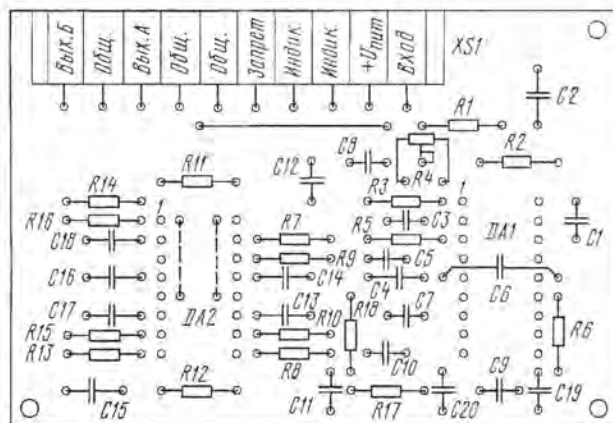 Вых.Б Общ. Вых.А Общ. Общ. Запрет Индик. Индик. +Uпит Вход XS1
C2
R1
C8 R2
R11 C12 R4
R14 R3 1
R16 1 C3 C1
C18 R7 R5 DA1
R9 C5
C16 C14 C4 C6
C17 DA2 C13 R18 C7
R15 R10 R6
R13 R8 C10
R12 C9
C15 C11 R17 C20 C19